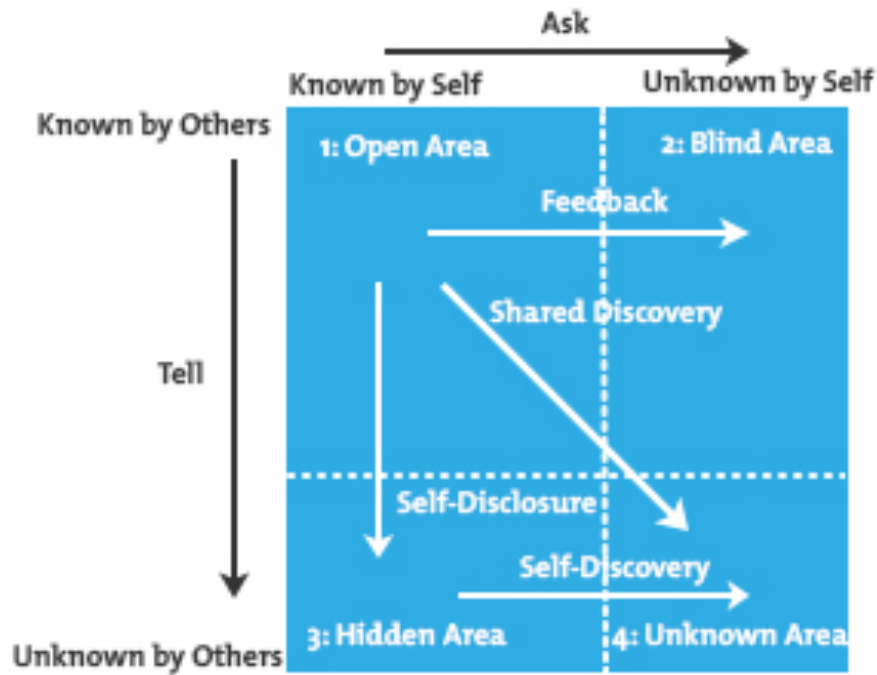 Ask
Known by Self
Unknown by Self
Known by Others
1: Open Area
2: Blind Area
Feedback
Shared Discovery
Tell
Self-Disclosure
Self-Discovery
3: Hidden Area
4: Unknown Area
Unknown by Others